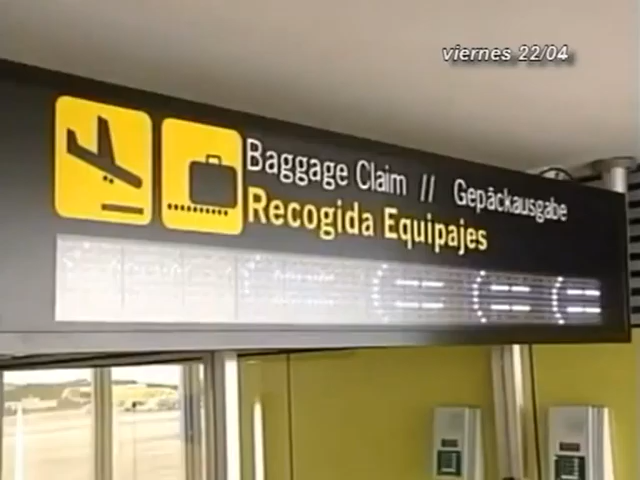 viernes 22/04
Baggage Claim // Gepäckausgabe
Recogida Equipajes